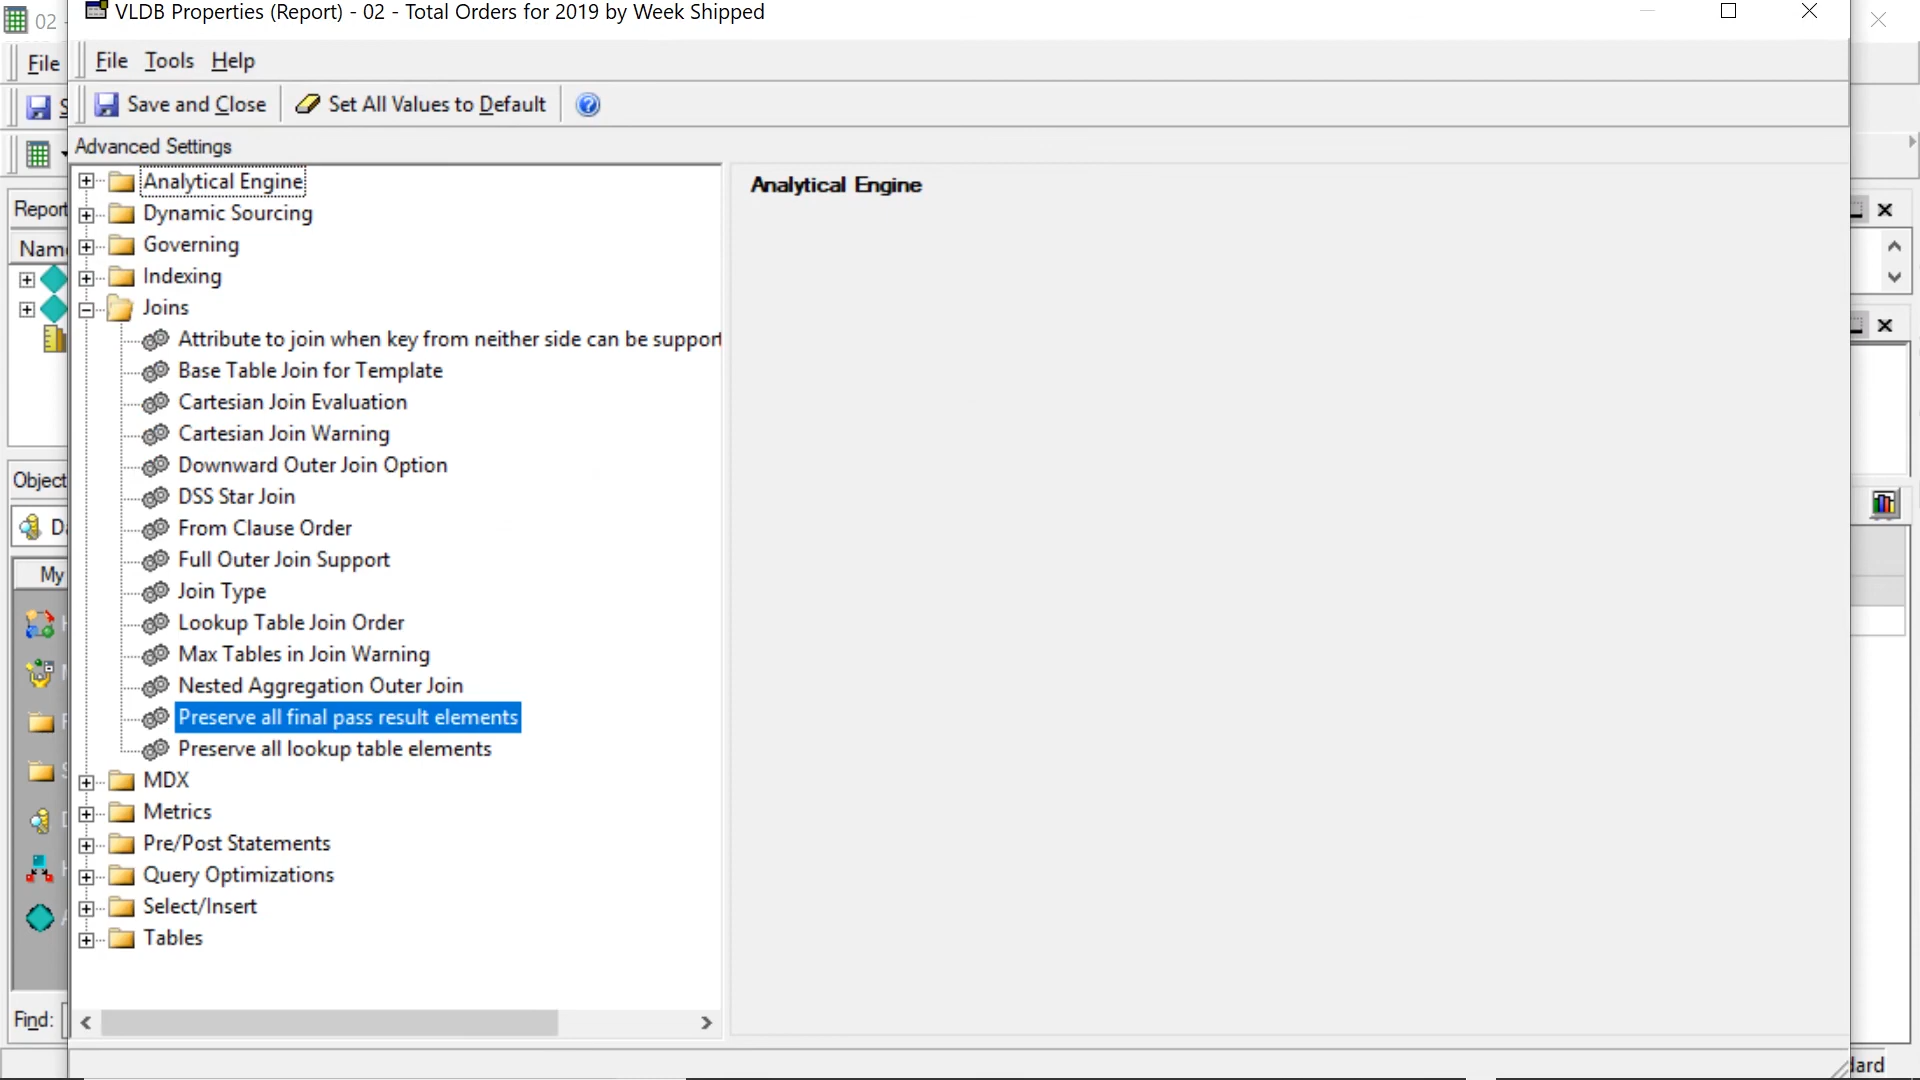 02
VLDB Properties (Report) - 02 - Total Orders for 2019 by Week Shipped
File
File Tools Help
Save and Close
Set All Values to Default
Advanced Settings
Report
Name
Analytical Engine
Dynamic Sourcing
Governing
Indexing
Joins
Attribute to join when key from neither side can be support
Base Table Join for Template
Cartesian Join Evaluation
Cartesian Join Warning
Downward Outer Join Option
DSS Star Join
From Clause Order
Full Outer Join Support
Join Type
Lookup Table Join Order
Max Tables in Join Warning
Nested Aggregation Outer Join
Preserve all final pass result elements
Preserve all lookup table elements
MDX
Metrics
Pre/Post Statements
Query Optimizations
Select/Insert
Tables
Analytical Engine
Object
My
Find: